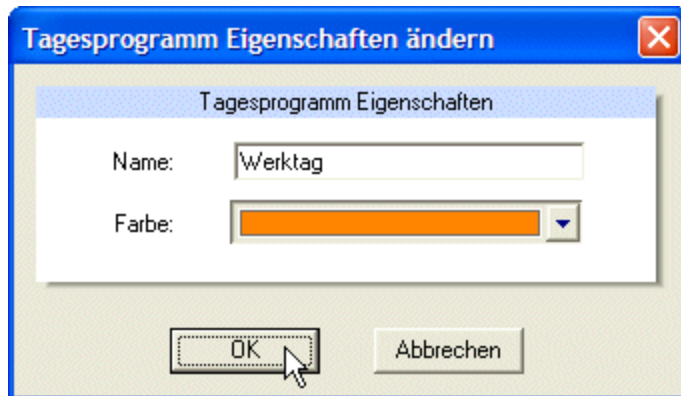 Tagesprogramm Eigenschaften ändern
Tagesprogramm Eigenschaften
Name: Werktag
Farbe:
OK Abbrechen